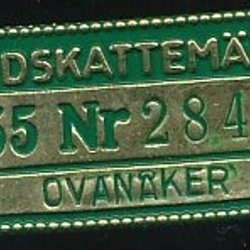 DSKATTEMÄ
55 Nr 284
OVANÅKER